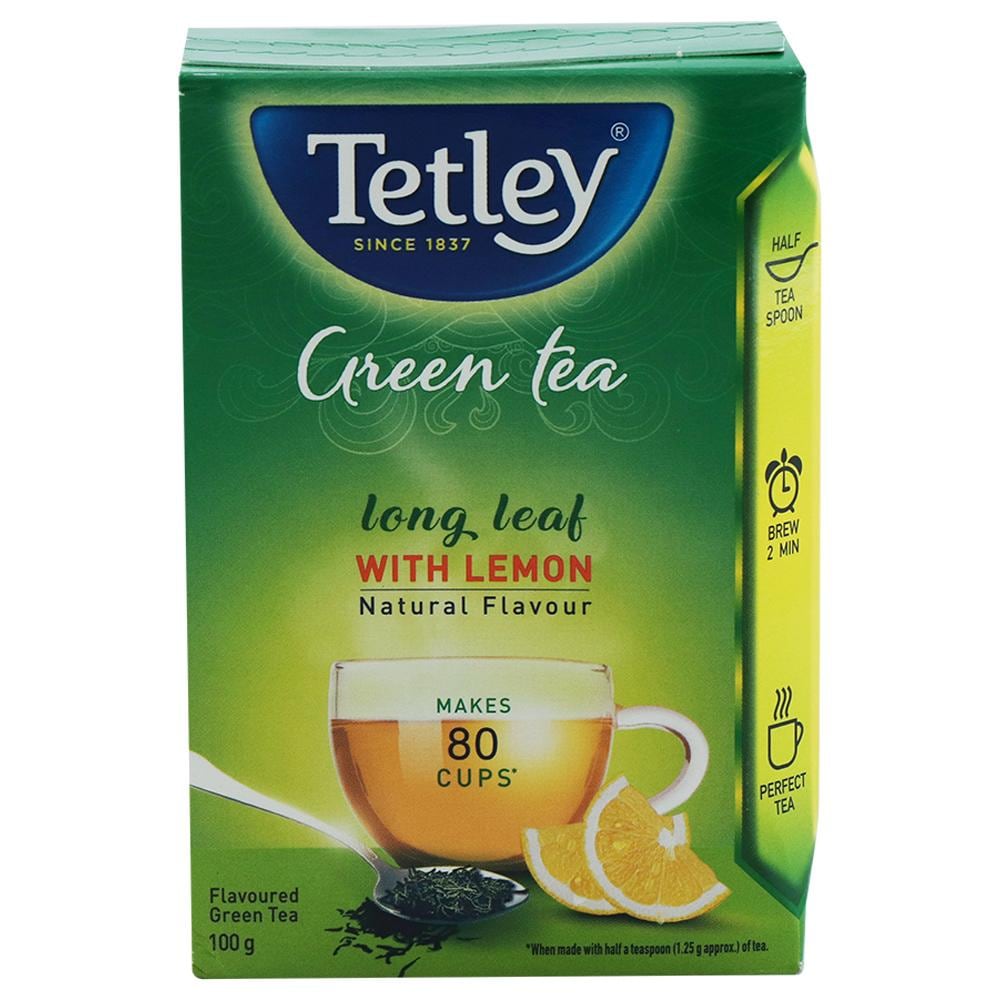 Tetley®
SINCE 1837
Green tea
long leaf
WITH LEMON
Natural Flavour
MAKES
80
CUPS*
Flavoured
Green Tea
100 g
*When made with half a teaspoon (1.25 g approx.) of tea.
HALF
TEA
SPOON
BREW
2 MIN
PERFECT
TEA